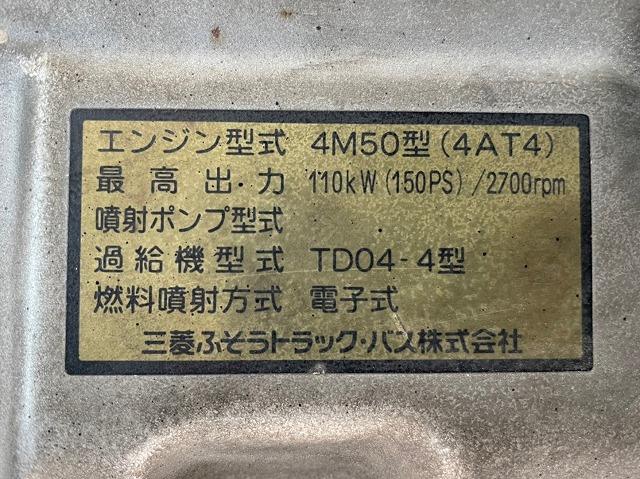 エンジン型式 4M50型(4AT4)
最高出力 110kW(150PS)/2700rpm
噴射ポンプ型式
過給機型式 TD04-4型
燃料噴射方式 電子式
三菱ふそうトラック・バス株式会社